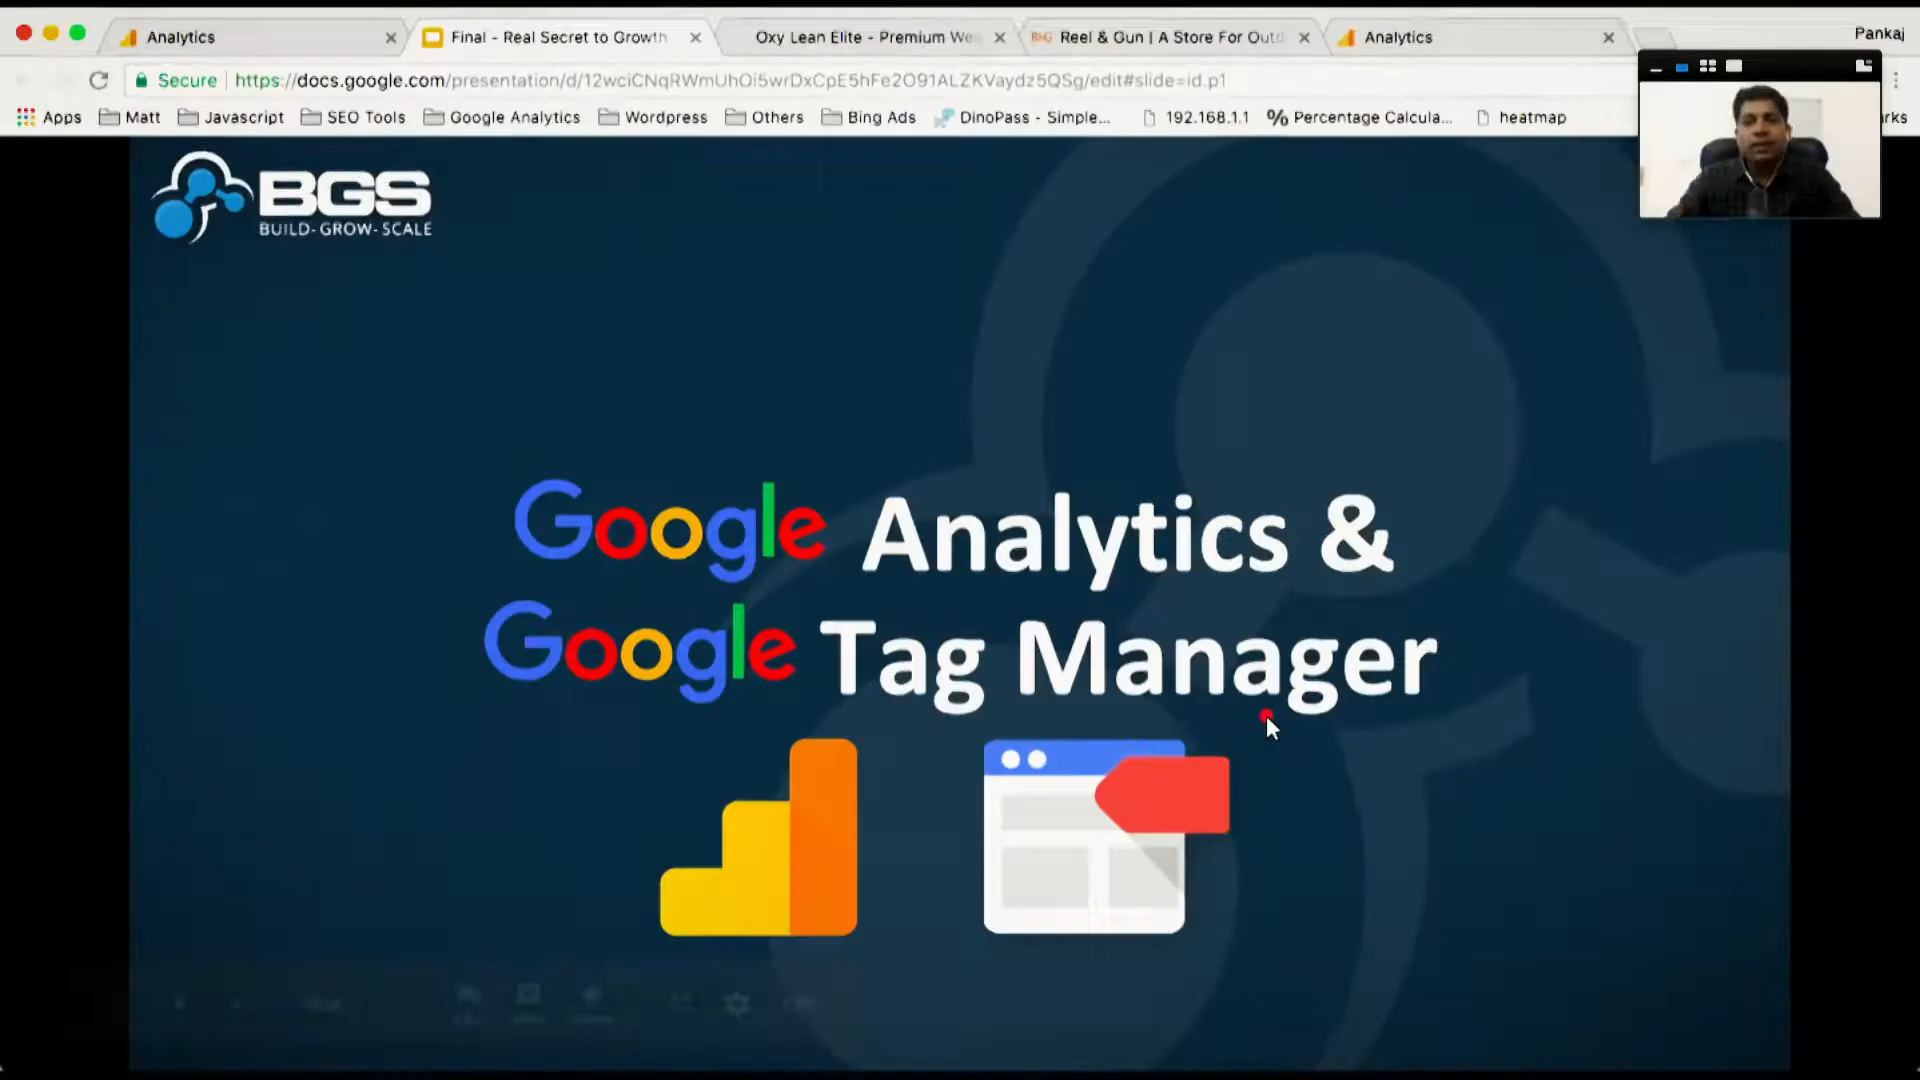 Analytics
Final - Real Secret to Growth
Oxy Lean Elite - Premium We
Reel & Gun | A Store For Outd
Analytics
Pankaj
Secure
https://docs.google.com/presentation/d/12wciCNqRWmUhOi5wrDxCpE5hFe2O91ALZKVaydz5QSg/edit#slide=id.p1
Apps
Matt
Javascript
SEO Tools
Google Analytics
Wordpress
Others
Bing Ads
DinoPass - Simple...
192.168.1.1
Percentage Calcula...
heatmap
rks
BGS
BUILD-GROW-SCALE
Google Analytics &
Google Tag Manager